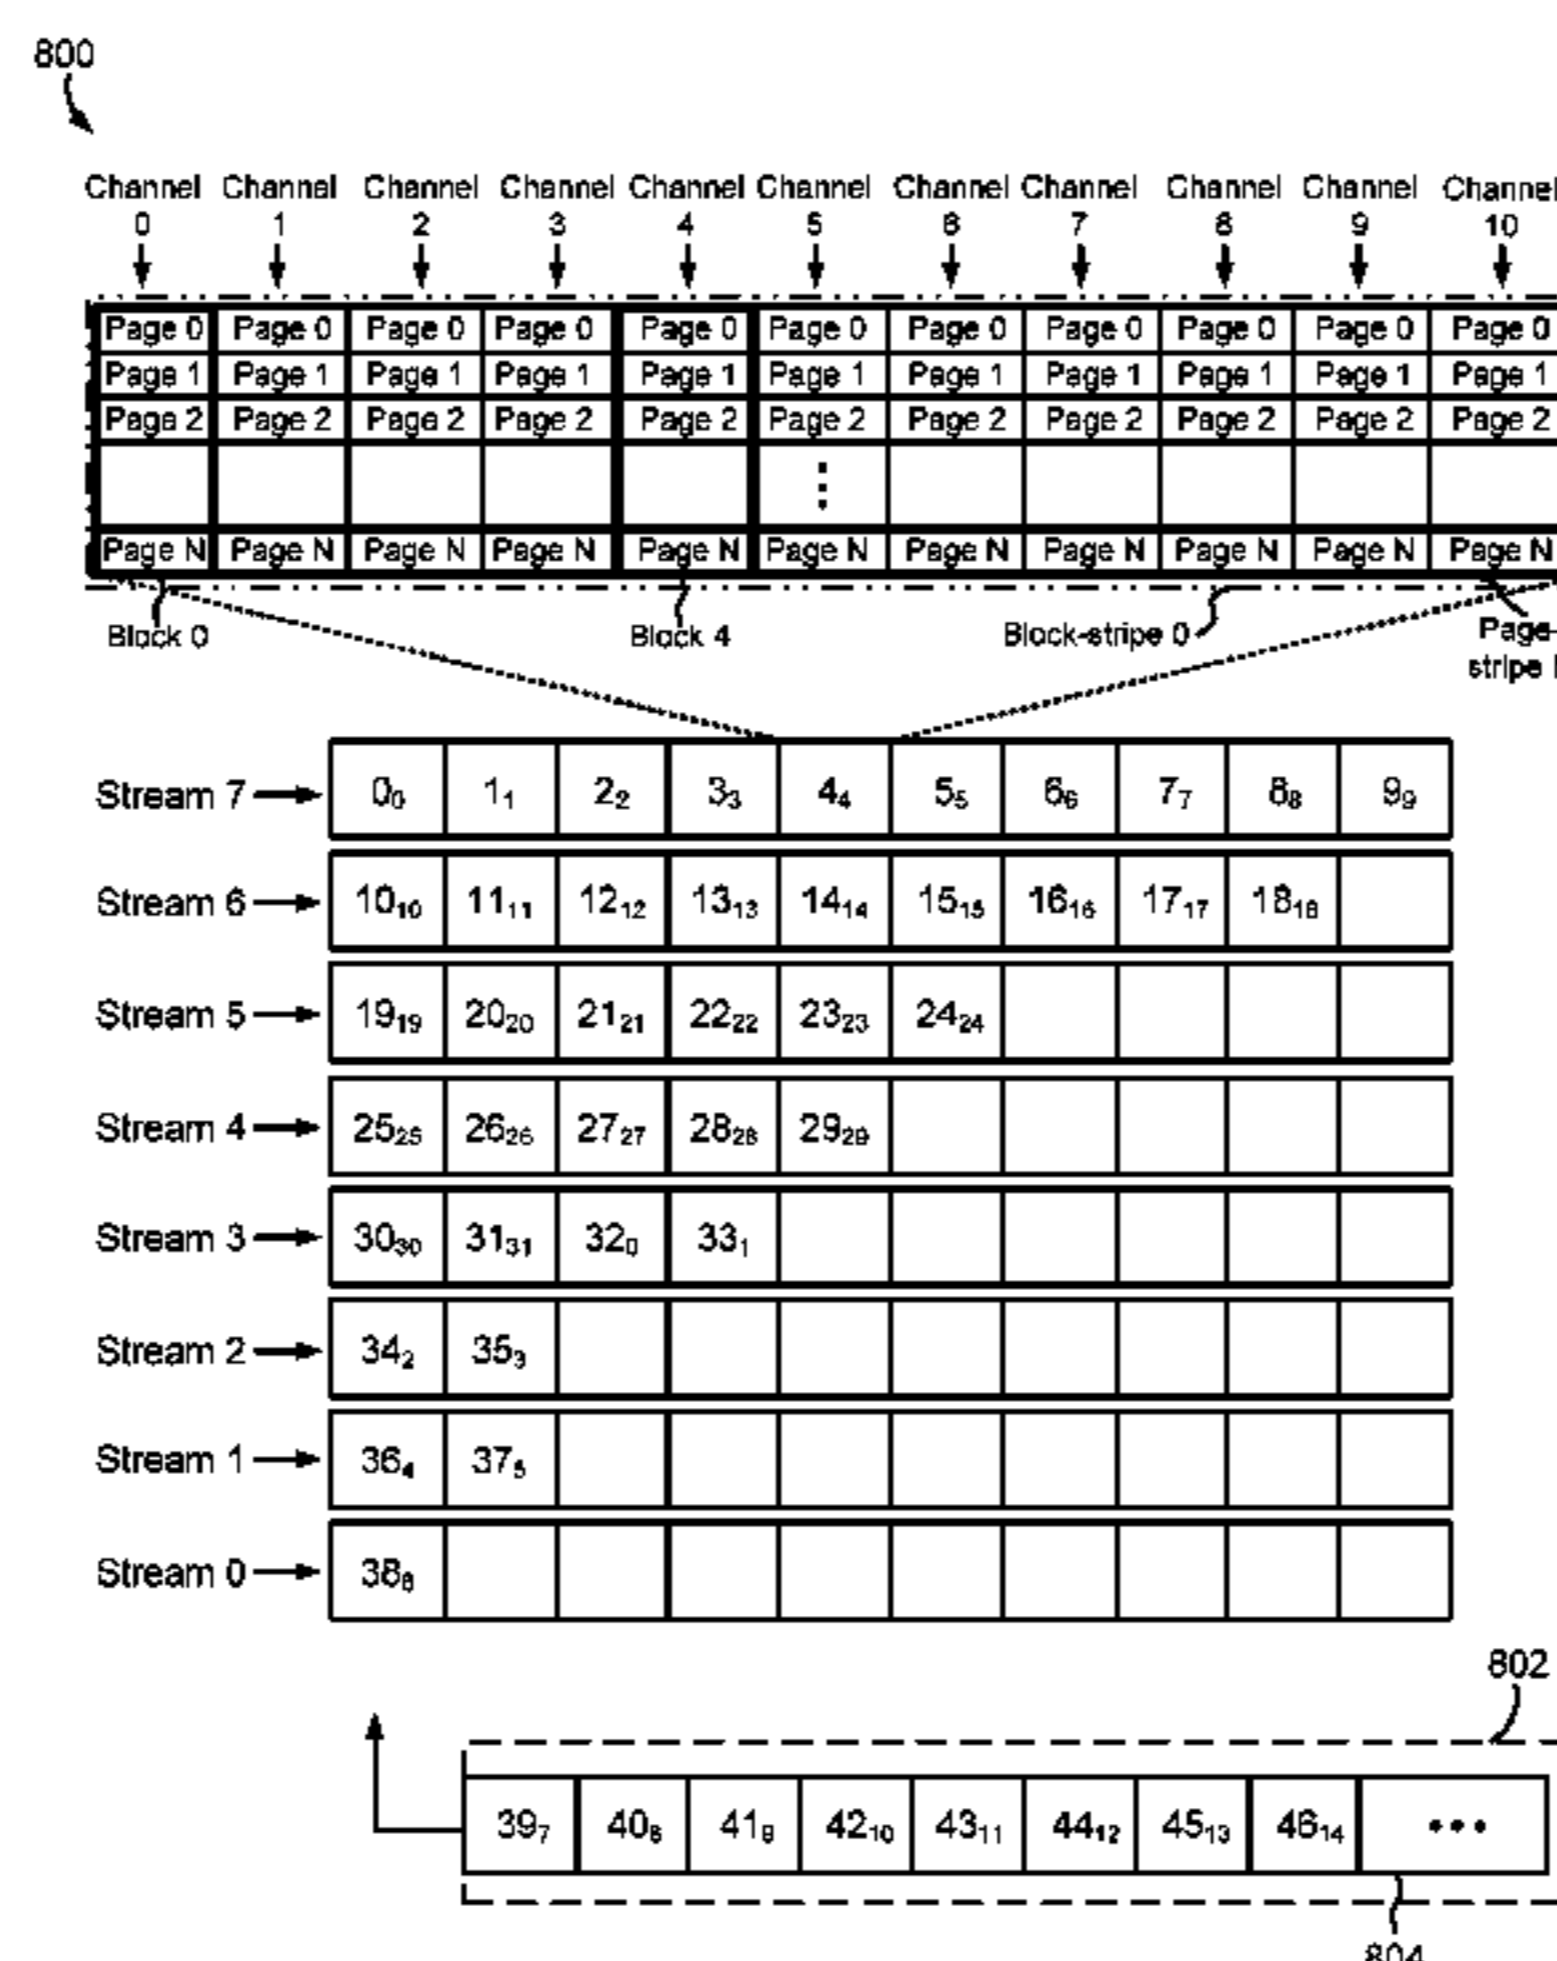 800
Channel Channel Channel Channel Channel Channel Channel Channel Channel Channel Channel
0 1 2 3 4 5 6 7 8 9 10
Page 0 Page 0 Page 0 Page 0 Page 0 Page 0 Page 0 Page 0 Page 0 Page 0 Page 0
Page 1 Page 1 Page 1 Page 1 Page 1 Page 1 Page 1 Page 1 Page 1 Page 1 Page 1
Page 2 Page 2 Page 2 Page 2 Page 2 Page 2 Page 2 Page 2 Page 2 Page 2 Page 2
⋮
Page N Page N Page N Page N Page N Page N Page N Page N Page N Page N Page N
Block 0 Block 4 Block-stripe 0 Page-
stripe
Stream 7 0₀ 1₁ 2₂ 3₃ 4₄ 5₅ 6₆ 7₇ 8₈ 9₉
Stream 6 10₁₀ 11₁₁ 12₁₂ 13₁₃ 14₁₄ 15₁₅ 16₁₆ 17₁₇ 18₁₈
Stream 5 19₁₉ 20₂₀ 21₂₁ 22₂₂ 23₂₃ 24₂₄
Stream 4 25₂₅ 26₂₆ 27₂₇ 28₂₈ 29₂₉
Stream 3 30₃₀ 31₃₁ 32₀ 33₁
Stream 2 34₂ 35₃
Stream 1 36₄ 37₅
Stream 0 38₆
802
39₇ 40₈ 41₉ 42₁₀ 43₁₁ 44₁₂ 45₁₃ 46₁₄ •••
804